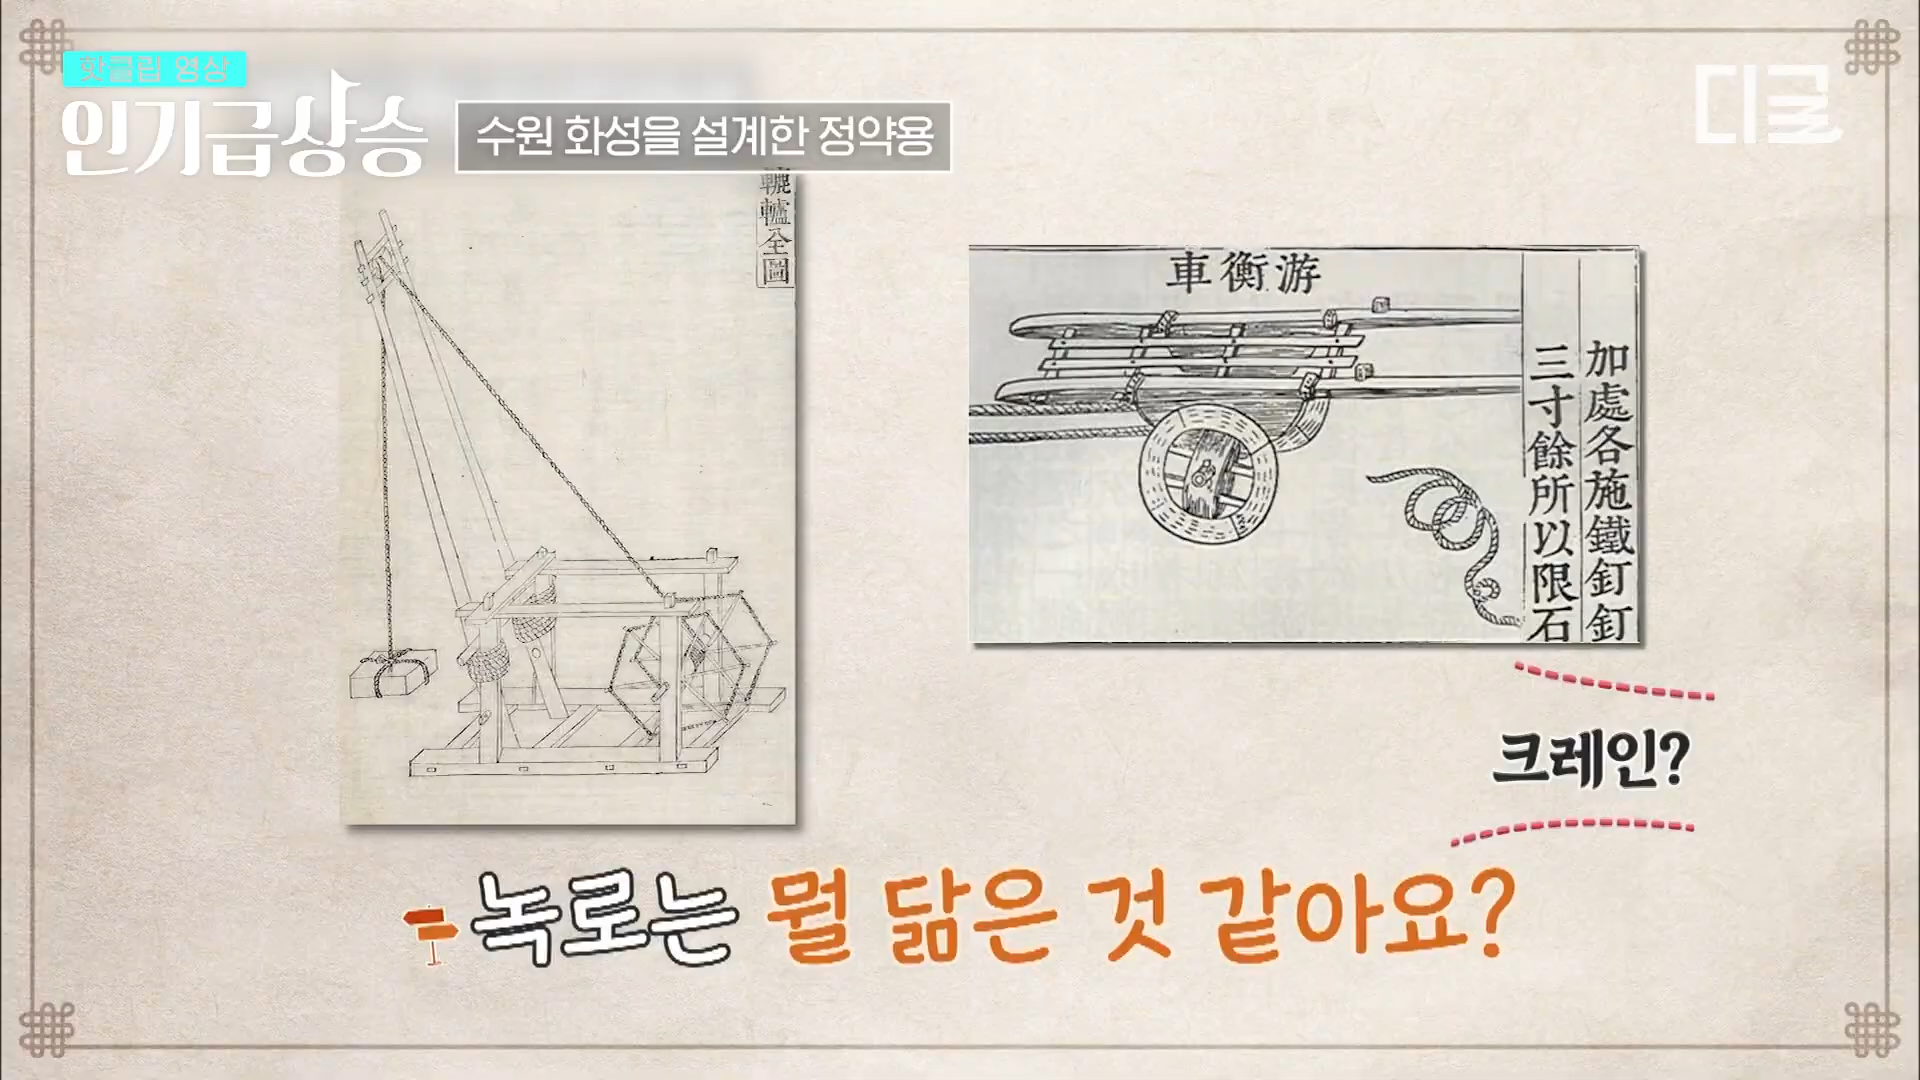 핫클립 영상
인기급상승
수원 화성을 설계한 정약용
디글
轆轤全圖
車衡游
加處各施鐵釘釘
三寸餘所以限石
크레인?
녹로는 뭘 닮은 것 같아요?